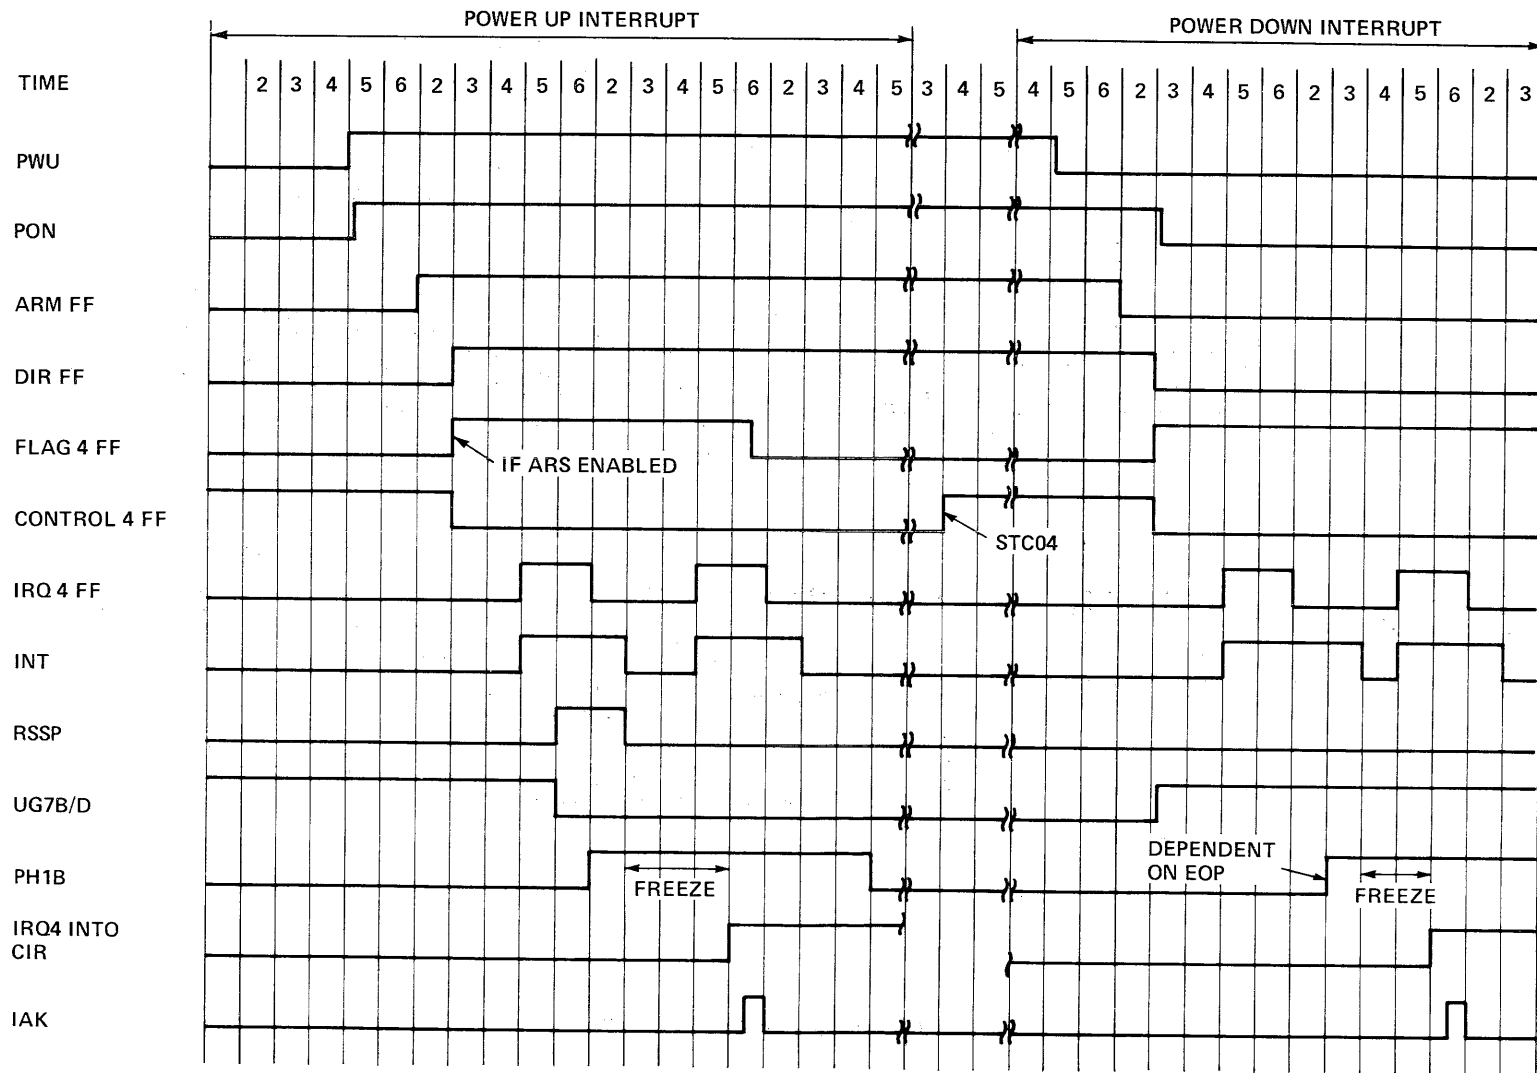 POWER UP INTERRUPT
POWER DOWN INTERRUPT
TIME 2 3 4 5 6 2 3 4 5 6 2 3 4 5 6 2 3 4 5 3 4 5 4 5 6 2 3 4 5 6 2 3 4 5 6 2 3
PWU
PON
ARM FF
DIR FF
FLAG 4 FF
IF ARS ENABLED
CONTROL 4 FF
STC04
IRQ 4 FF
INT
RSSP
UG7B/D
PH1B
FREEZE
DEPENDENT
ON EOP
FREEZE
IRQ4 INTO
CIR
IAK